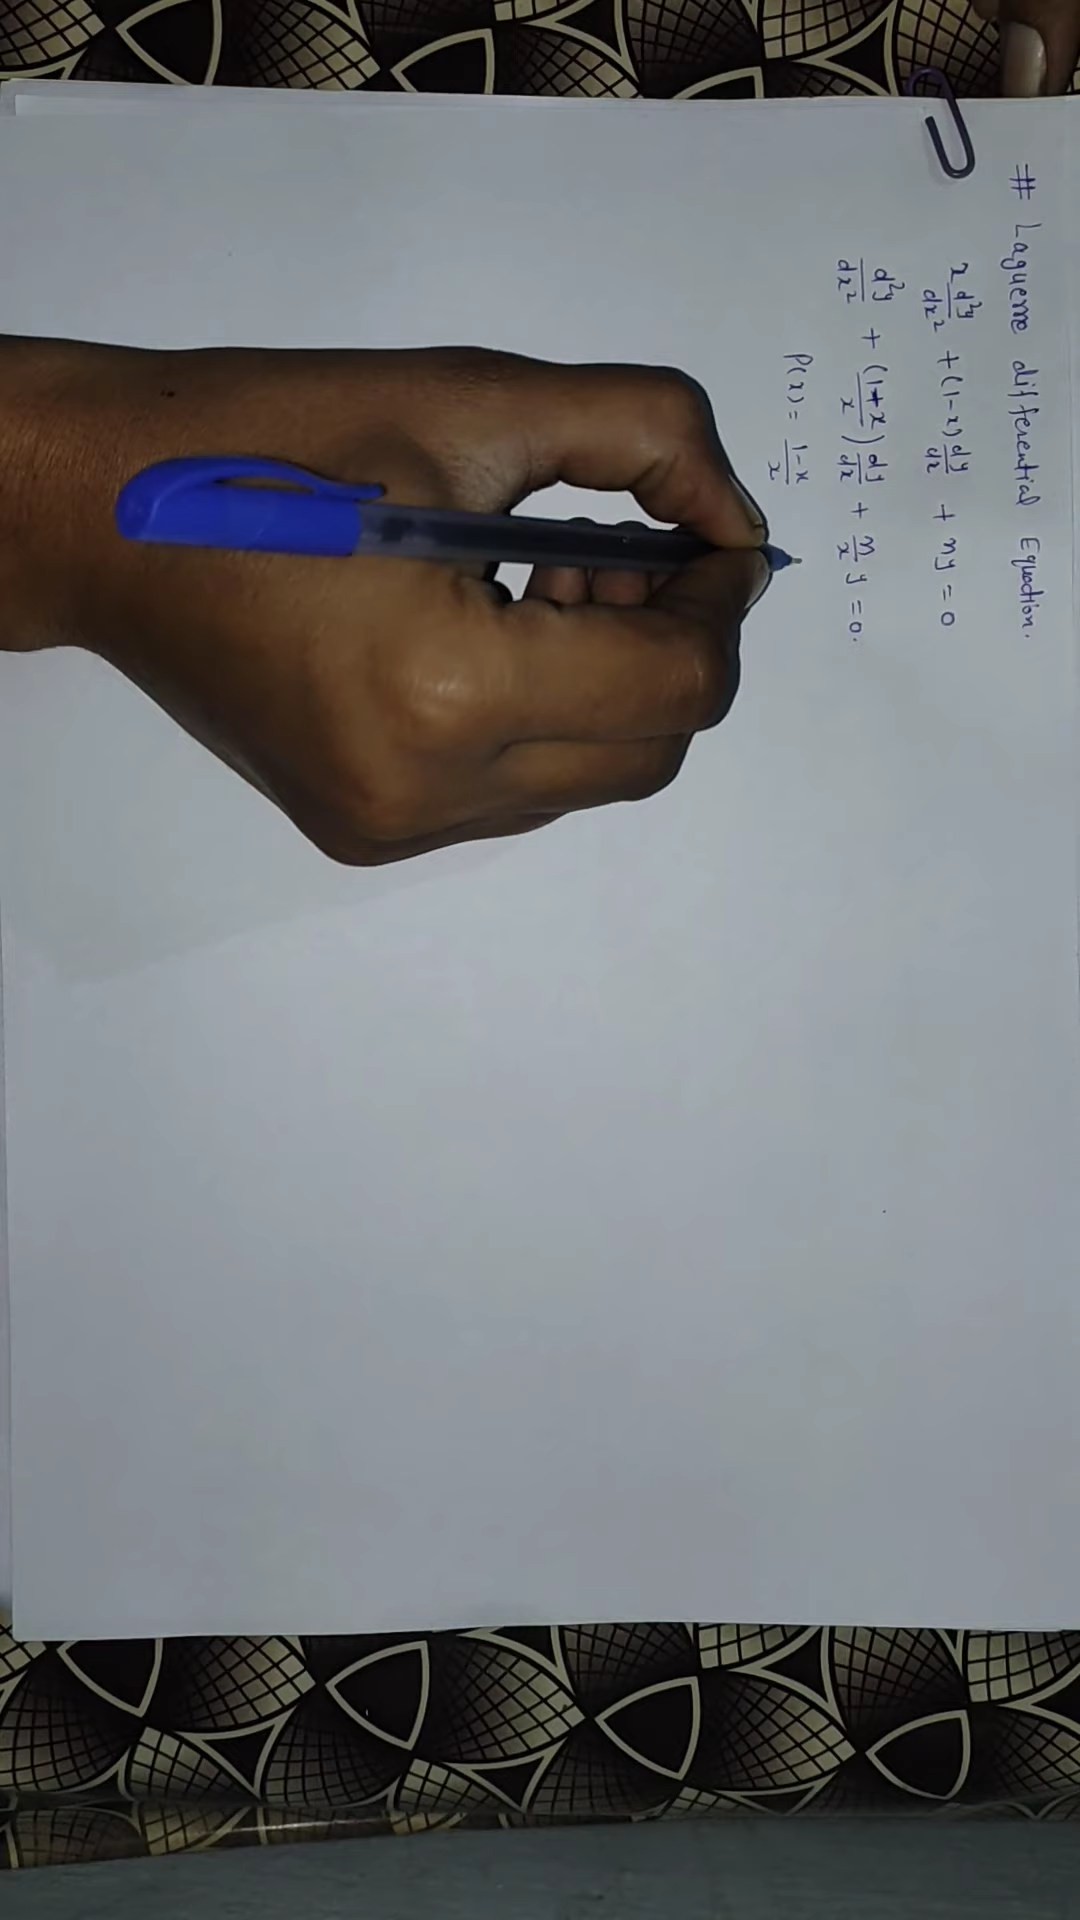 # Laguerre differential Equation.
x d²y/dx² + (1-x) dy/dx + ny = 0
d²y/dx² + (1+x/x) dy/dx + n/x y = 0.
P(x) = 1-x/x